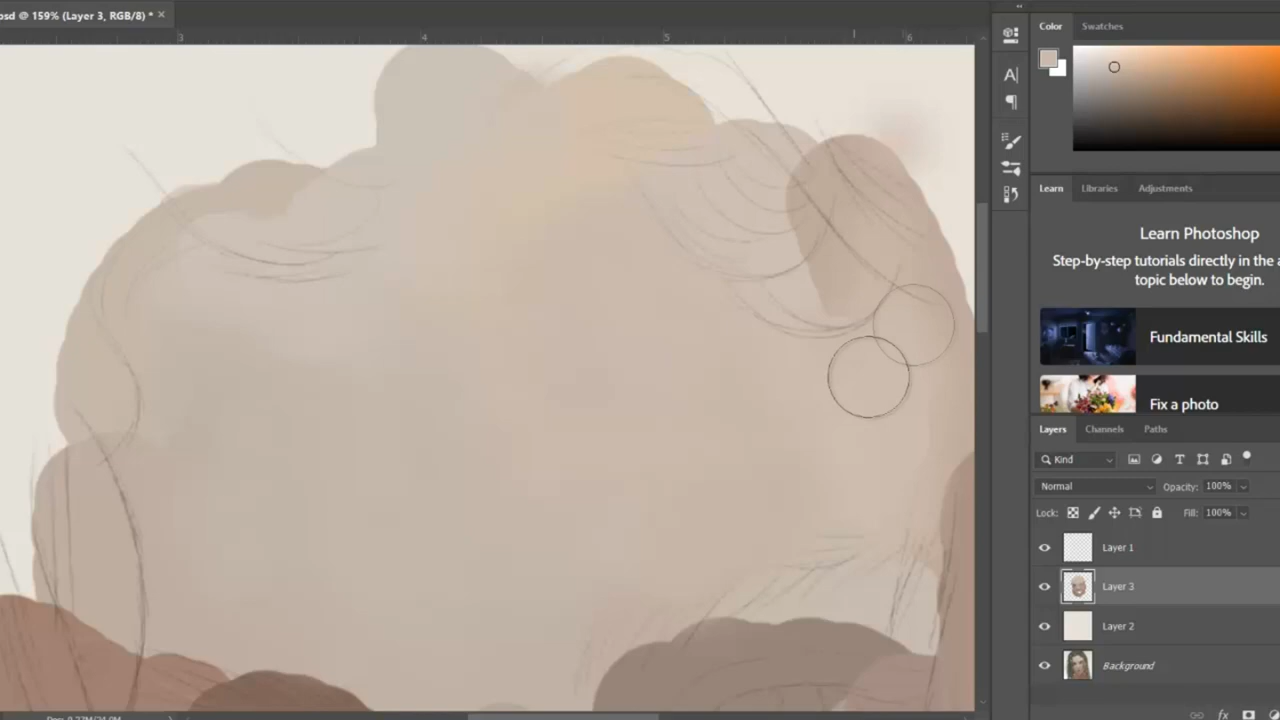 osd @ 159% (Layer 3, RGB/8) *
3 4 5 6
Color Swatches
Learn Libraries Adjustments
Learn Photoshop
Step-by-step tutorials directly in the a
topic below to begin.
Fundamental Skills
Fix a photo
Layers Channels Paths
Kind
Normal Opacity: 100%
Lock: Fill: 100%
Layer 1
Layer 3
Layer 2
Background
fx